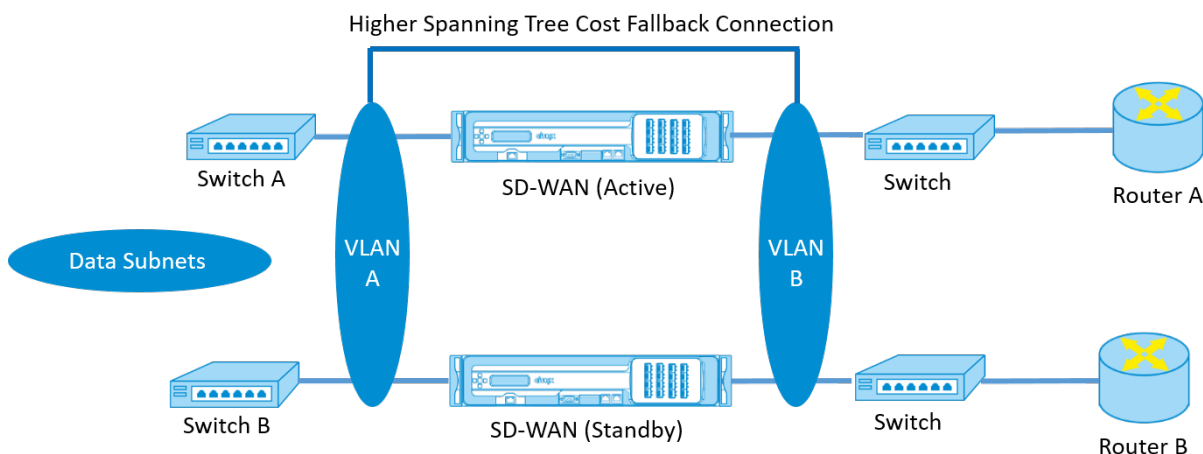 Higher Spanning Tree Cost Fallback Connection
Switch A
SD-WAN (Active)
Switch
Router A
Data Subnets
VLAN
A
VLAN
B
Switch B
SD-WAN (Standby)
Switch
Router B